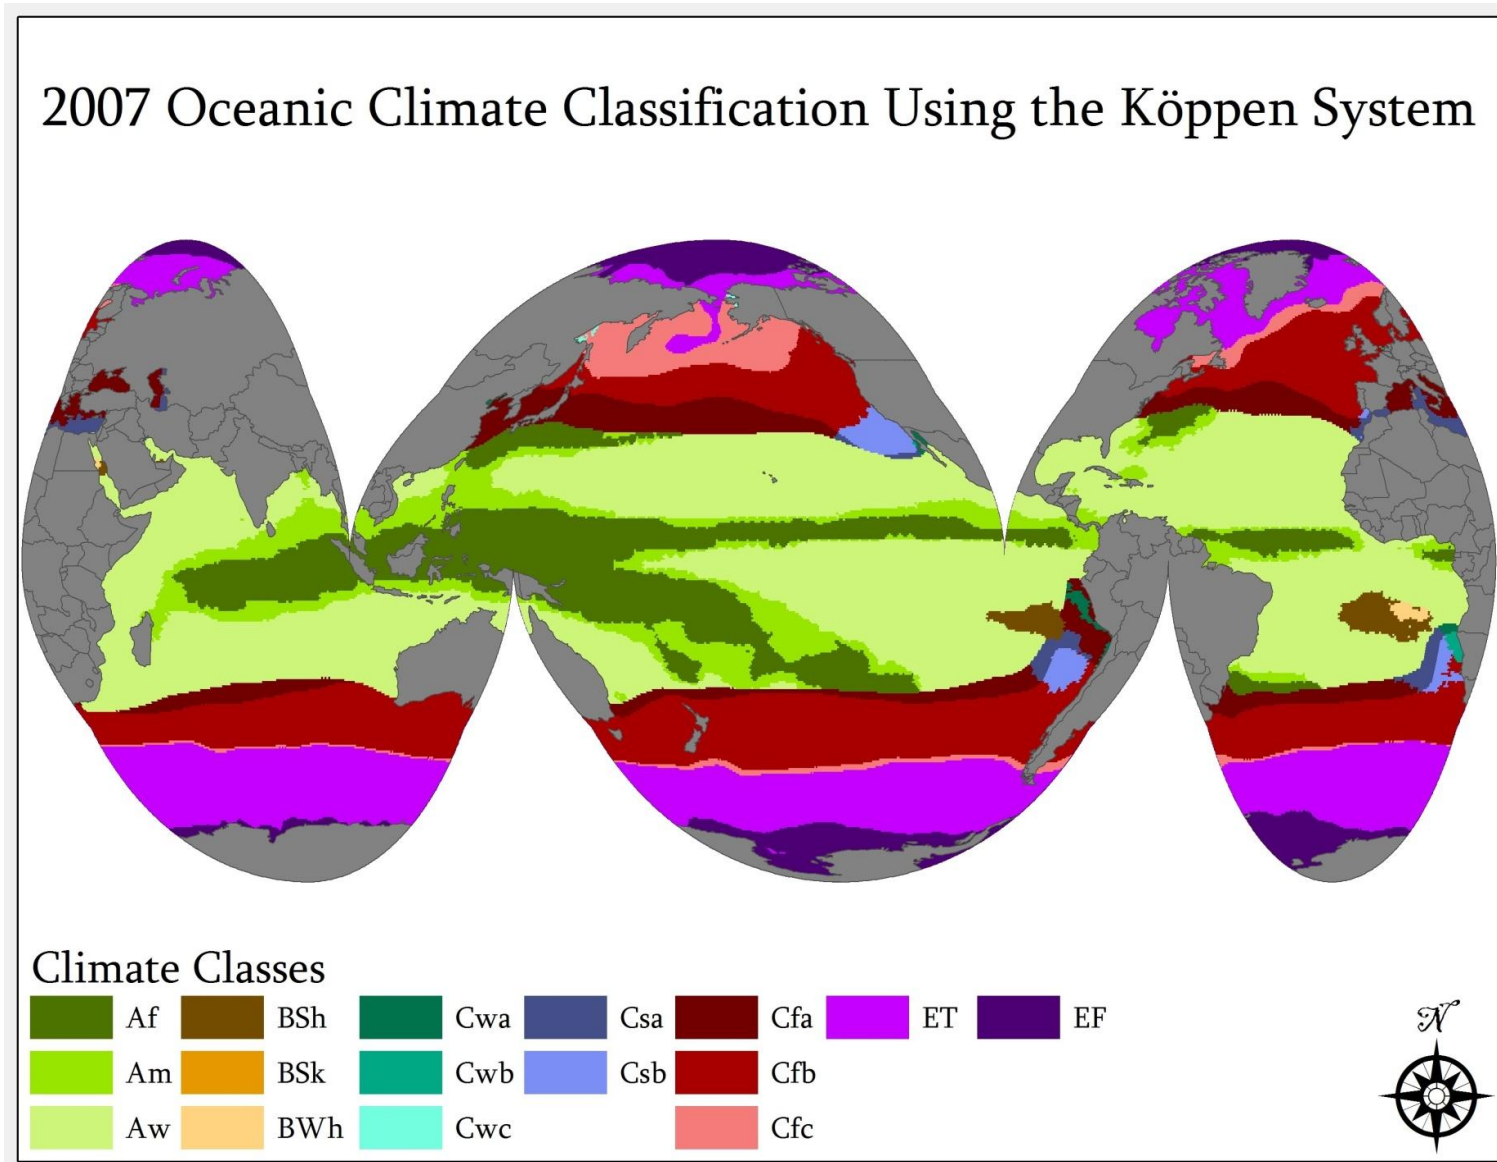 2007 Oceanic Climate Classification Using the Köppen System
Climate Classes
Af BSh Cwa Csa Cfa ET EF
Am BSk Cwb Csb Cfb
Aw BWh Cwc Cfc
N